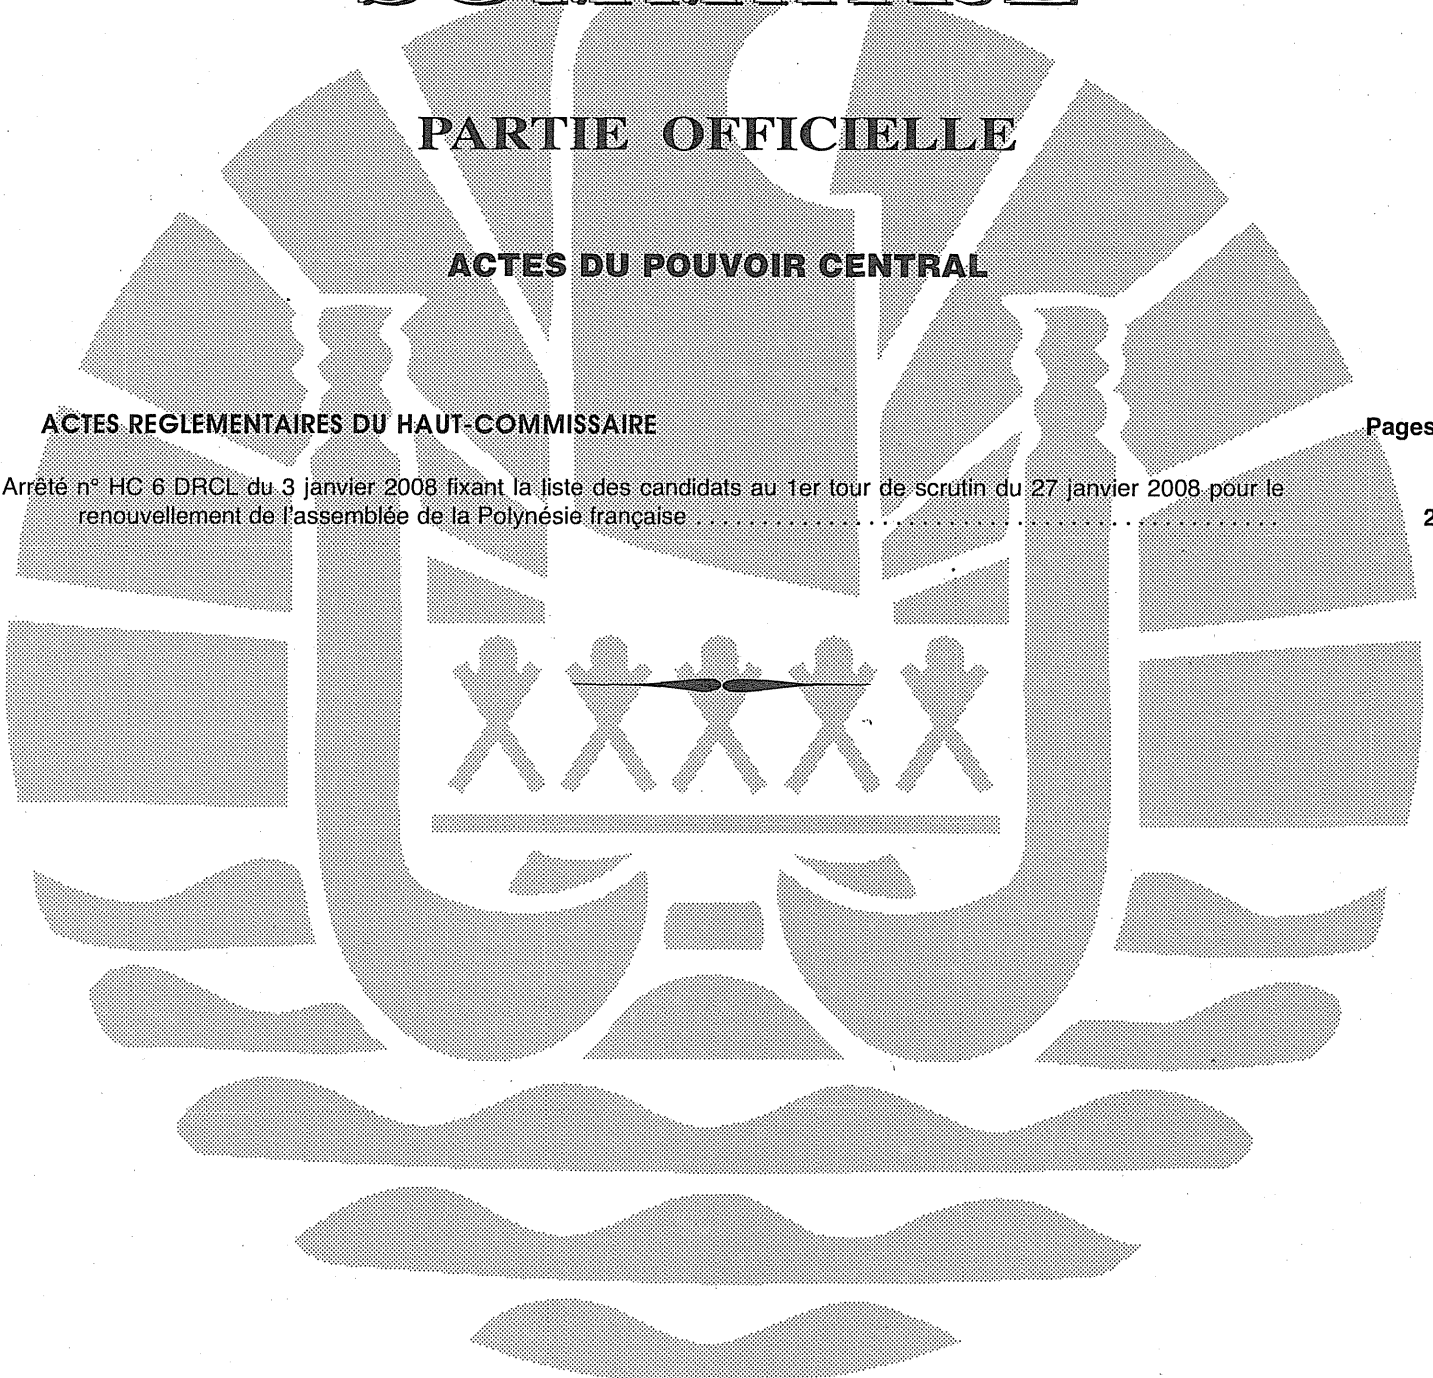 PARTIE OFFICIELLE
ACTES DU POUVOIR CENTRAL
ACTES REGLEMENTAIRES DU HAUT-COMMISSAIRE
Pages
Arrêté n° HC 6 DRCL du 3 janvier 2008 fixant la liste des candidats au 1er tour de scrutin du 27 janvier 2008 pour le
renouvellement de l'assemblée de la Polynésie française . . . . . . . . . . . . . . . . . . . . . . . . . . . . . . . . . . . . . . . . . . . . 2